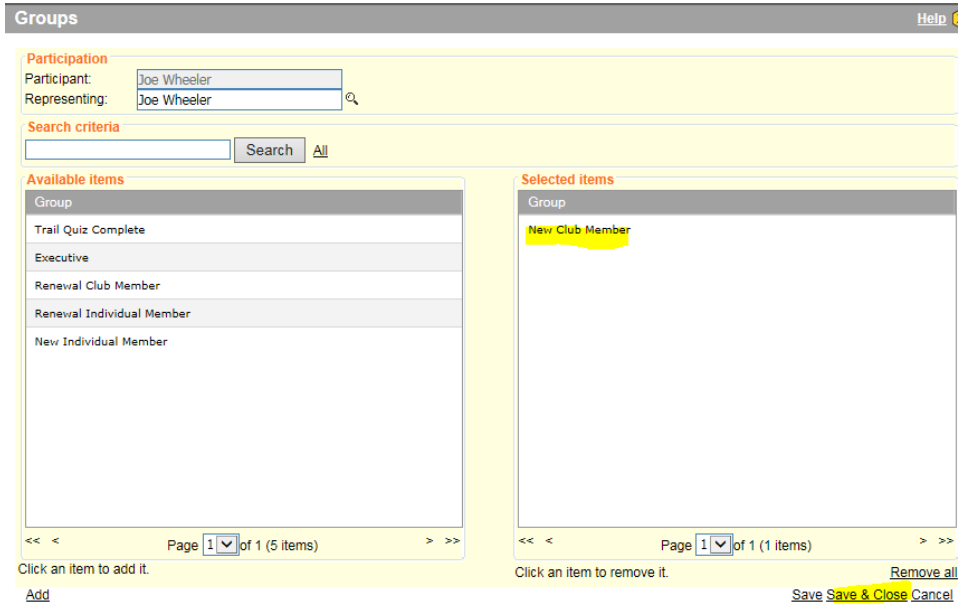 Groups
Help
Participation
Participant: Joe Wheeler
Representing: Joe Wheeler
Search criteria
Search All
Available items
Group
Trail Quiz Complete
Executive
Renewal Club Member
Renewal Individual Member
New Individual Member
<< < Page 1 of 1 (5 items) > >>
Click an item to add it.
Add
Selected items
Group
New Club Member
<< < Page 1 of 1 (1 items) > >>
Click an item to remove it. Remove all
Save Save & Close Cancel